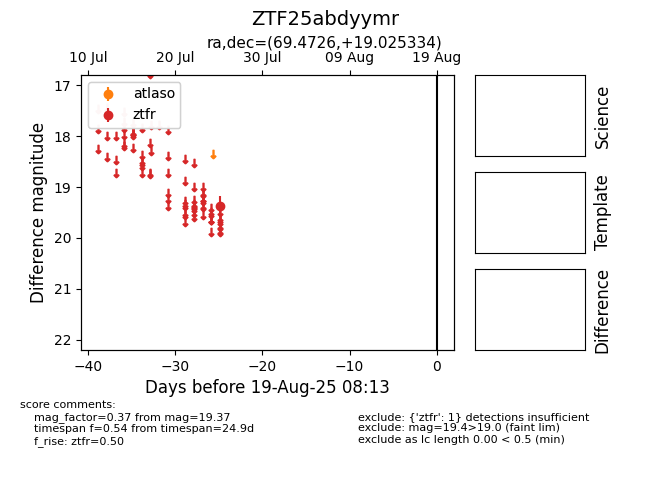 ZTF25abdyymr
ra,dec=(69.4726,+19.025334)
10 Jul 20 Jul 30 Jul 09 Aug 19 Aug
atlaso
ztfr
17
18
19
20
21
22
Difference magnitude
−40 −30 −20 −10 0
Days before 19-Aug-25 08:13
Science
Template
Difference
score comments:
mag_factor=0.37 from mag=19.37
timespan f=0.54 from timespan=24.9d
f_rise: ztfr=0.50
exclude: {'ztfr': 1} detections insufficient
exclude: mag=19.4>19.0 (faint lim)
exclude as lc length 0.00 < 0.5 (min)